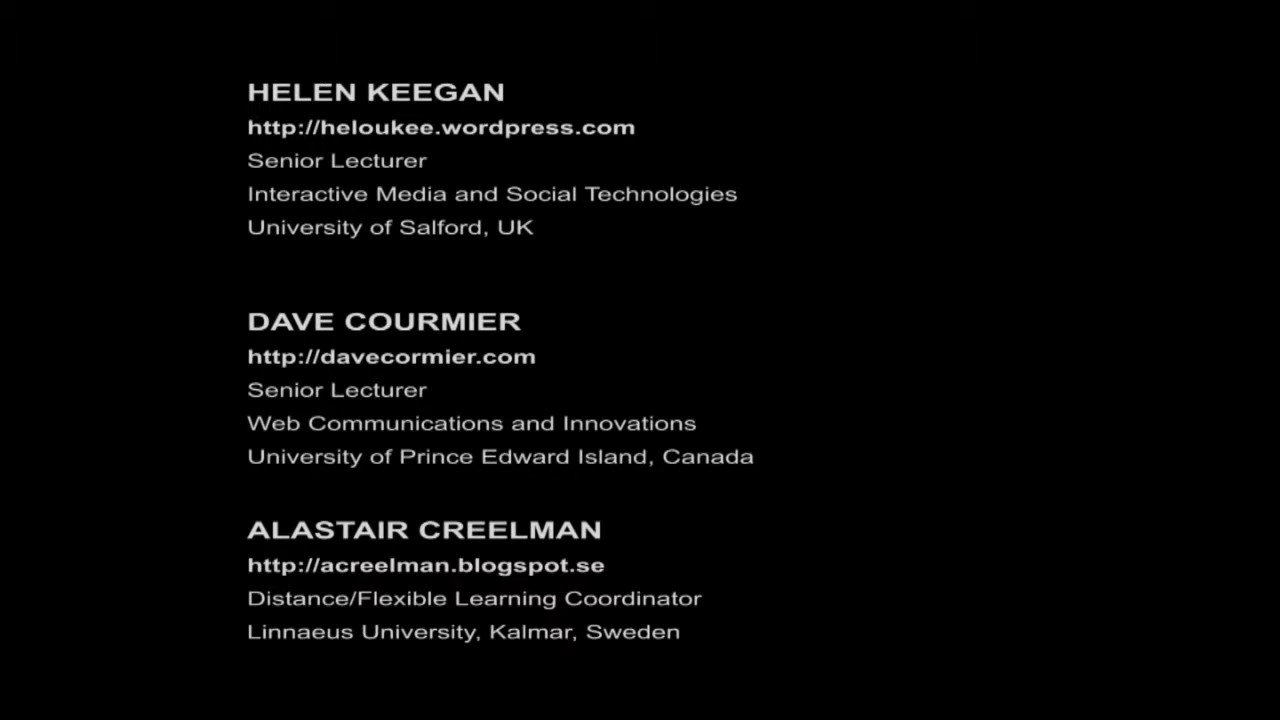 HELEN KEEGAN
http://heloukee.wordpress.com
Senior Lecturer
Interactive Media and Social Technologies
University of Salford, UK
DAVE COURMIER
http://davecormier.com
Senior Lecturer
Web Communications and Innovations
University of Prince Edward Island, Canada
ALASTAIR CREELMAN
http://acreelman.blogspot.se
Distance/Flexible Learning Coordinator
Linnaeus University, Kalmar, Sweden